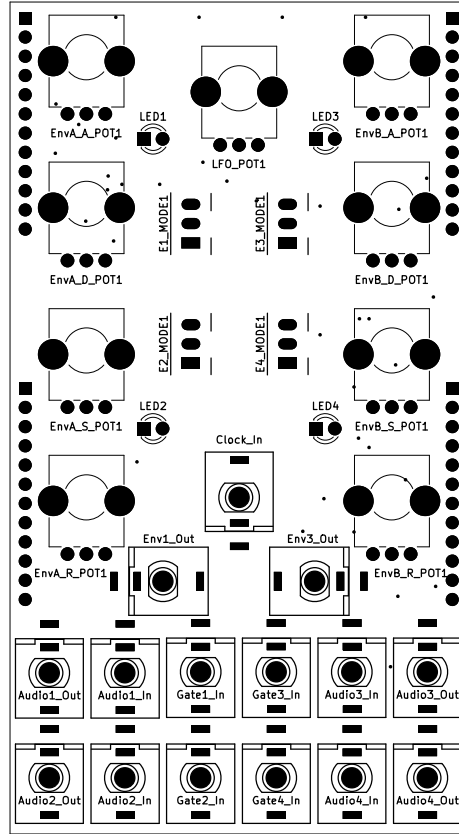 LED1
LED3
EnvA_A_POT1
EnvB_A_POT1
LFO_POT1
E1_MODE1
E3_MODE1
EnvA_D_POT1
EnvB_D_POT1
E2_MODE1
E4_MODE1
LED2
LED4
EnvA_S_POT1
EnvB_S_POT1
Clock_In
Env1_Out
Env3_Out
EnvA_R_POT1
EnvB_R_POT1
Audio1_Out
Audio1_In
Gate1_In
Gate3_In
Audio3_In
Audio3_Out
Audio2_Out
Audio2_In
Gate2_In
Gate4_In
Audio4_In
Audio4_Out